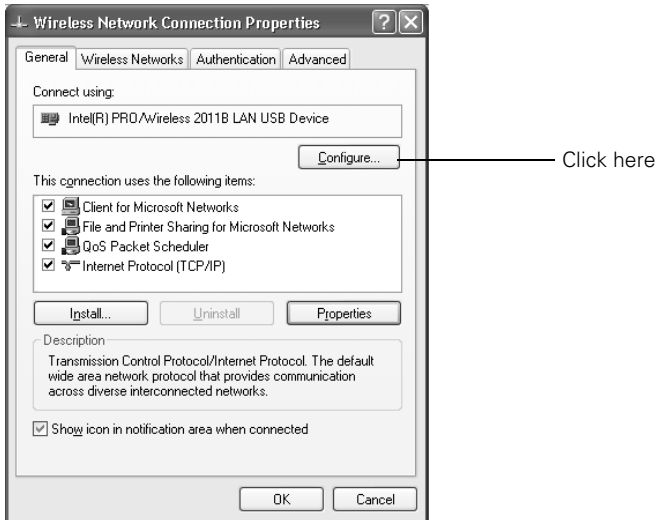 Wireless Network Connection Properties
General
Wireless Networks
Authentication
Advanced
Connect using:
Intel(R) PRO/Wireless 2011B LAN USB Device
Configure...
Click here
This connection uses the following items:
Client for Microsoft Networks
File and Printer Sharing for Microsoft Networks
QoS Packet Scheduler
Internet Protocol (TCP/IP)
Install...
Uninstall
Properties
Description
Transmission Control Protocol/Internet Protocol. The default
wide area network protocol that provides communication
across diverse interconnected networks.
Show icon in notification area when connected
OK
Cancel